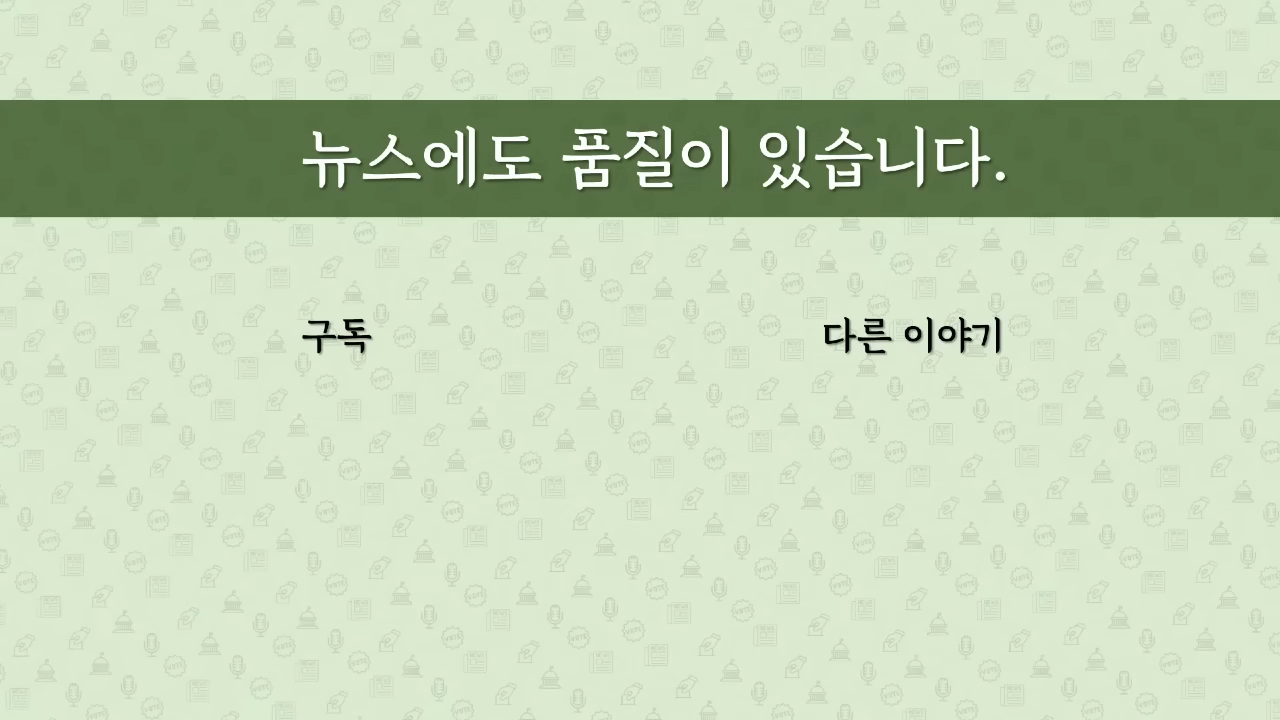 뉴스에도 품질이 있습니다.
구독
다른 이야기